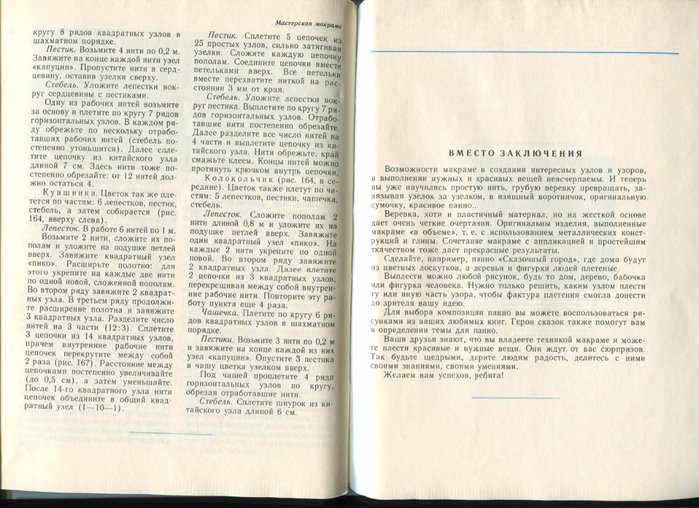 Мастерская макраме
кругу 8 рядов квадратных узлов в
шахматном порядке.
Пестик. Возьмите 4 нити по 0,2 м.
Завяжите на конце каждой нити узел
«капуцин». Пропустите нити в серд-
цевину, оставив узелки сверху.
Стебель. Уложите лепестки вок-
руг сердцевины с пестиками.
Одну из рабочих нитей возьмите
за основу и плетите по кругу 7 рядов
горизонтальных узлов. В каждом ря-
ду обрежьте по нескольку отрабо-
тавших рабочих нитей (стебель по-
степенно утоньшится). Далее спле-
тите цепочку из китайского узла
длиной 7 см. Здесь нити тоже по-
степенно обрезайте: от 12 нитей дол-
жно остаться 4.
Кувшинка. Цветок так же пле-
тется по частям: 6 лепестков, пестик,
стебель, а затем собирается (рис.
164, вверху слева).
Лепесток. В работе 6 нитей по 1 м.
Возьмите 2 нити, сложите их по-
полам и уложите на подушке петлей
вверх. Завяжите квадратный узел
«пико». Расширьте полотно: для
этого укрепите на каждые две нити
по одной новой, сложенной пополам.
Во втором ряду завяжите 2 квадрат-
ных узла. В третьем ряду продолжи-
те расширение полотна и завяжите
3 квадратных узла. Разделите число
нитей на 3 части (12:3). Сплетите
3 цепочки из 14 квадратных узлов,
причем внутренние рабочие нити
цепочек перекрутите между собой
2 раза (рис. 167). Расстояние между
цепочками постепенно увеличивайте
(до 0,5 см), а затем уменьшайте.
После 14-го квадратного узла нити
цепочек объедините в общий квад-
ратный узел (1—10—1).
Пестик. Сплетите 5 цепочек из
25 простых узлов, сильно затягивая
узелки. Сложите каждую цепочку
пополам. Соедините цепочки вместе
петельками вверх. Все петельки
вместе перехватите ниткой на рас-
стоянии 3 мм от края.
Стебель. Уложите лепестки вок-
руг пестика. Выплетите по кругу 7 ря-
дов горизонтальных узлов. Отрабо-
тавшие нити постепенно обрезайте.
Далее разделите все число нитей на
4 части и выплетите цепочку из ки-
тайского узла. Нити обрежьте, край
смажьте клеем. Концы нитей можно
протянуть крючком внутрь цепочки.
Колокольчик (рис. 164, в се-
редине). Цветок также плетут по час-
тям: 5 лепестков, пестики, чашечка,
стебель.
Лепесток. Сложите пополам 2
нити длиной 0,8 м и уложите их на
подушке петлей вверх. Завяжите
один квадратный узел «пико». На
каждые 2 нити укрепите по одной
новой. Во втором ряду завяжите
2 квадратных узла. Далее плетите
2 цепочки из 3 квадратных узлов,
перекрещивая между собой внутрен-
ние рабочие нити. Повторите эту ра-
боту пункта еще 4 раза.
Чашечка. Плетите по кругу 6 ря-
дов квадратных узлов в шахматном
порядке.
Пестики. Возьмите 3 нити по 0,2 м
и завяжите на конце каждой из них
узел «капуцин». Опустите 3 пестика
в чашу цветка узелком вверх.
Под чашей проплетите 4 ряда
горизонтальных узлов по кругу,
обрезая отработавшие нити.
Стебель. Сплетите шнурок из ки-
тайского узла длиной 6 см.
ВМЕСТО ЗАКЛЮЧЕНИЯ
Возможности макраме в создании интересных узлов и узоров,
в выполнении нужных и красивых вещей неисчерпаемы. И теперь
вы уже научились простую нить, грубую веревку превращать, за-
вязывая узелок за узелком, в изящный воротничок, оригинальную
сумочку, красивое панно...
Веревка, хотя и пластичный материал, но на жесткой основе
дает очень четкие очертания. Оригинальны изделия, выполненные
макраме «в объеме», т. е. с использованием металлических конст-
рукций и глины. Сочетание макраме с аппликацией и простейшим
ткачеством тоже дает прекрасные результаты.
Сделайте, например, панно «Сказочный город», где дома будут
из цветных лоскутков, а деревья и фигурки людей плетеные.
Выплести можно любой рисунок, будь то дом, дерево, бабочка
или фигурка человека. Нужно только решить, каким узлом плести
ту или иную часть узора, чтобы фактура плетения смогла донести
до зрителя вашу идею.
Для выбора композиции панно вы можете воспользоваться ри-
сунками из ваших любимых книг. Герои сказок также помогут вам
в определении темы для панно.
Ваши друзья знают, что вы владеете техникой макраме и може-
те плести красивые и нужные вещи. Они ждут от вас сюрпризов.
Так будьте щедрыми, дарите людям радость, делитесь с ними
своими знаниями, своими умениями.
Желаем вам успехов, ребята!